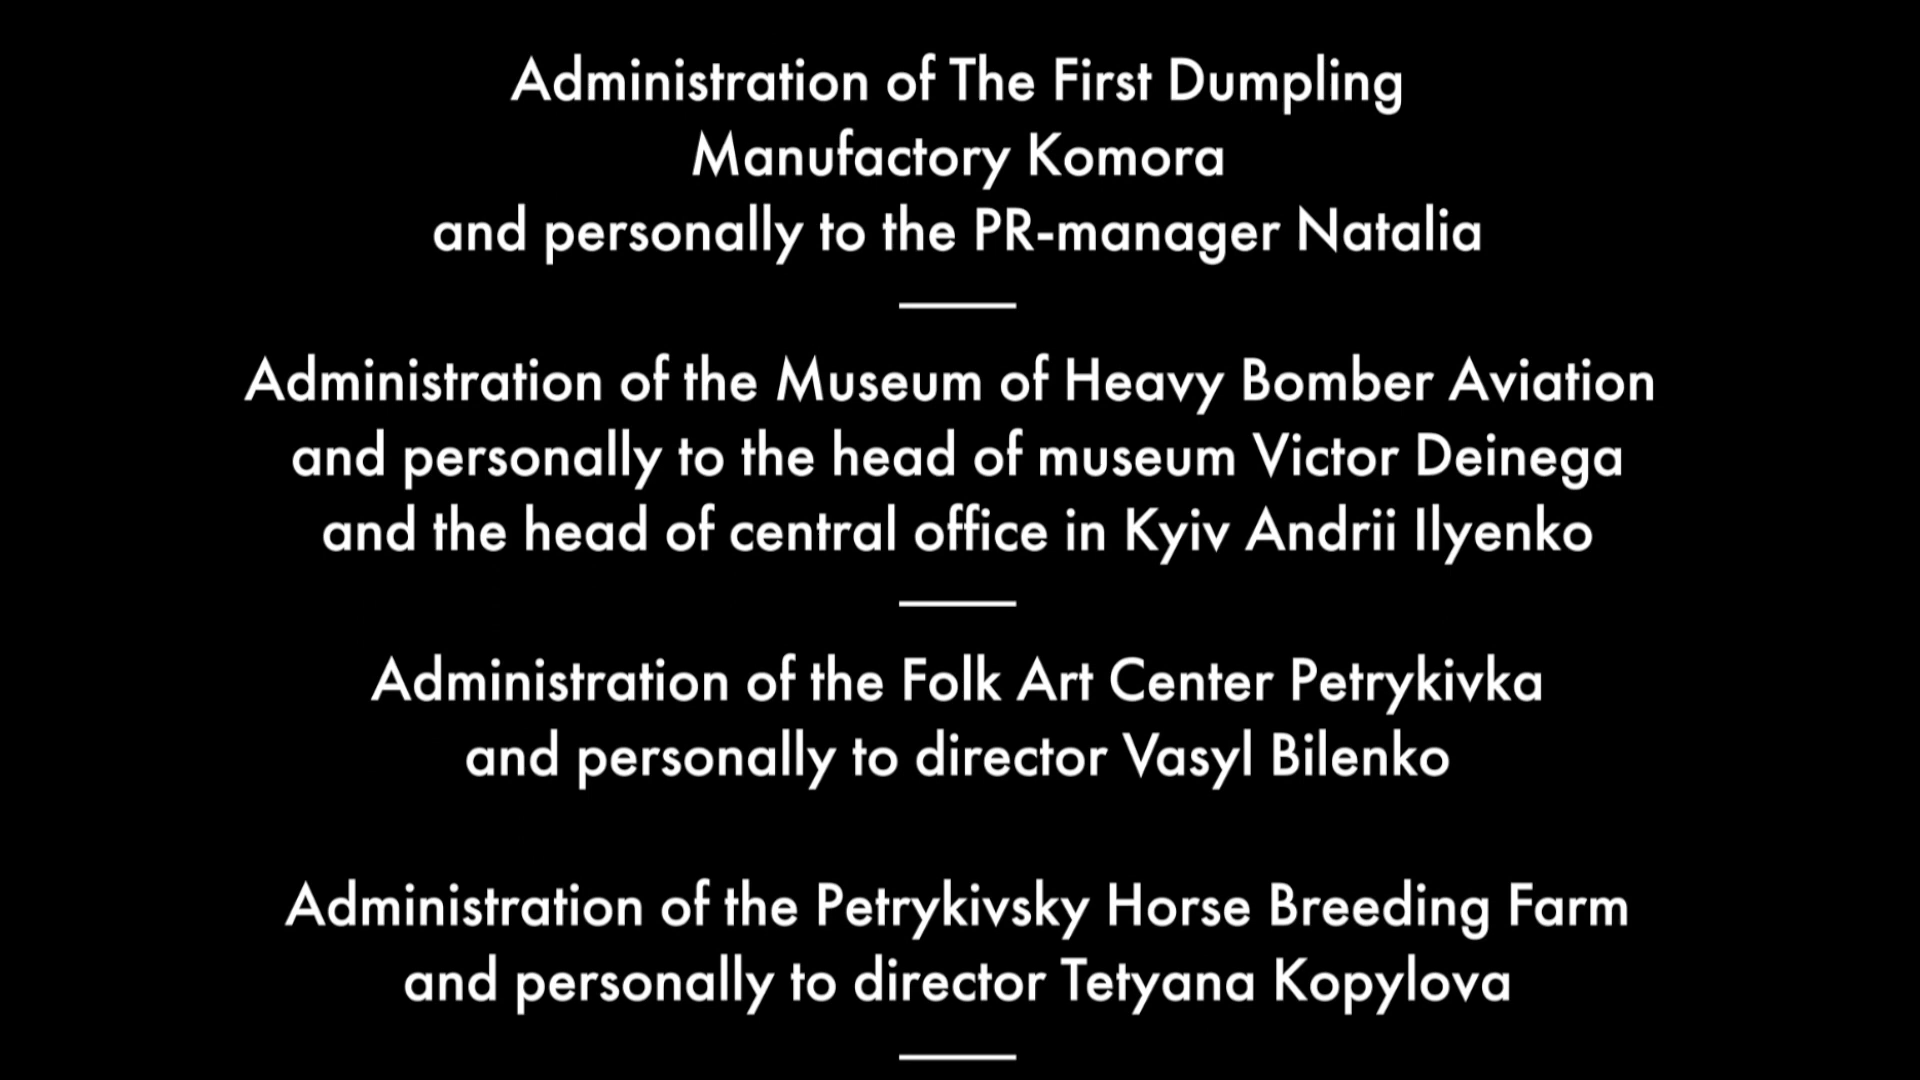 Administration of The First Dumpling
Manufactory Komora
and personally to the PR-manager Natalia
Administration of the Museum of Heavy Bomber Aviation
and personally to the head of museum Victor Deinega
and the head of central office in Kyiv Andrii Ilyenko
Administration of the Folk Art Center Petrykivka
and personally to director Vasyl Bilenko
Administration of the Petrykivsky Horse Breeding Farm
and personally to director Tetyana Kopylova